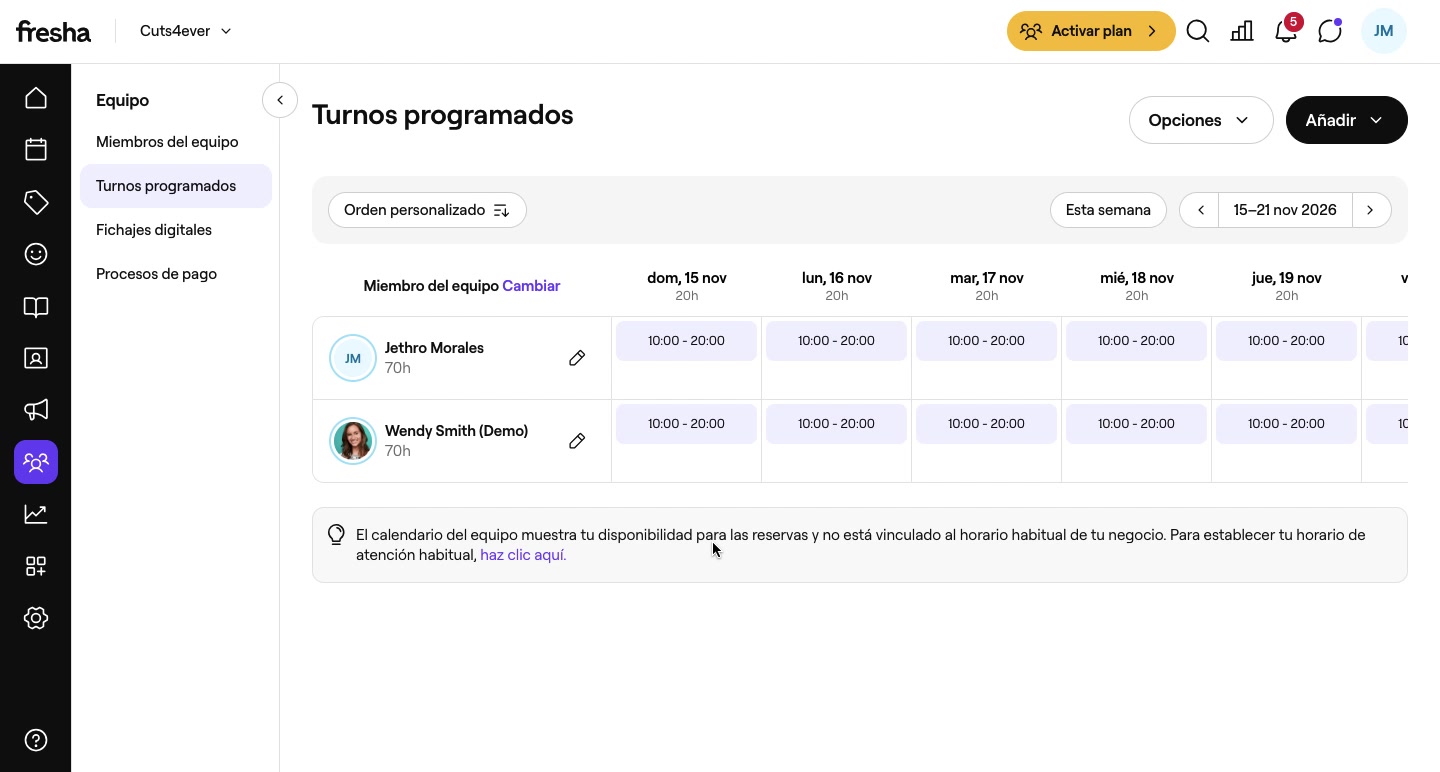 fresha
Cuts4ever
Activar plan
5
JM
Equipo
Miembros del equipo
Turnos programados
Fichajes digitales
Procesos de pago
Turnos programados
Opciones
Añadir
Orden personalizado
Esta semana
15–21 nov 2026
Miembro del equipo Cambiar
dom, 15 nov
20h
lun, 16 nov
20h
mar, 17 nov
20h
mié, 18 nov
20h
jue, 19 nov
20h
JM
Jethro Morales
70h
10:00 - 20:00
10:00 - 20:00
10:00 - 20:00
10:00 - 20:00
10:00 - 20:00
Wendy Smith (Demo)
70h
10:00 - 20:00
10:00 - 20:00
10:00 - 20:00
10:00 - 20:00
10:00 - 20:00
El calendario del equipo muestra tu disponibilidad para las reservas y no está vinculado al horario habitual de tu negocio. Para establecer tu horario de
atención habitual, haz clic aquí.